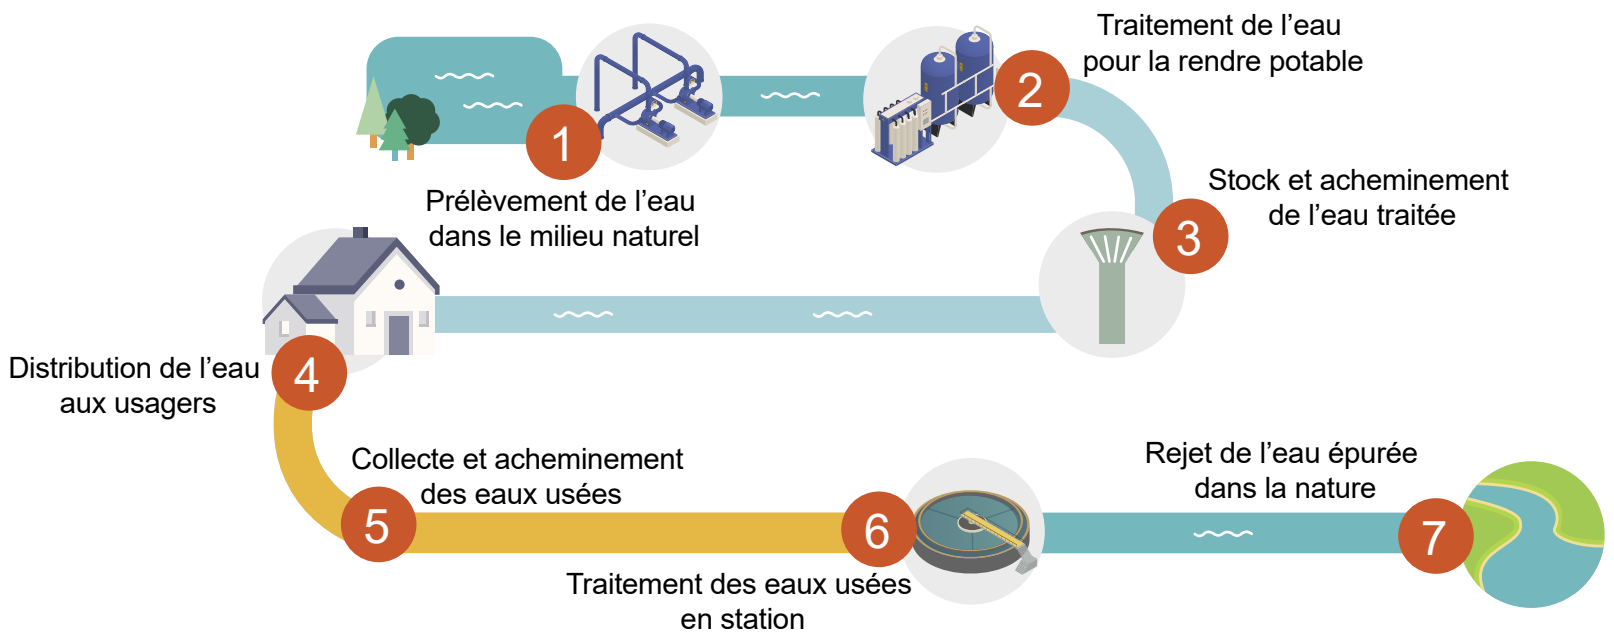 1
Prélèvement de l’eau
dans le milieu naturel
2
Traitement de l’eau
pour la rendre potable
3
Stock et acheminement
de l’eau traitée
4
Distribution de l’eau
aux usagers
5
Collecte et acheminement
des eaux usées
6
Traitement des eaux usées
en station
7
Rejet de l’eau épurée
dans la nature